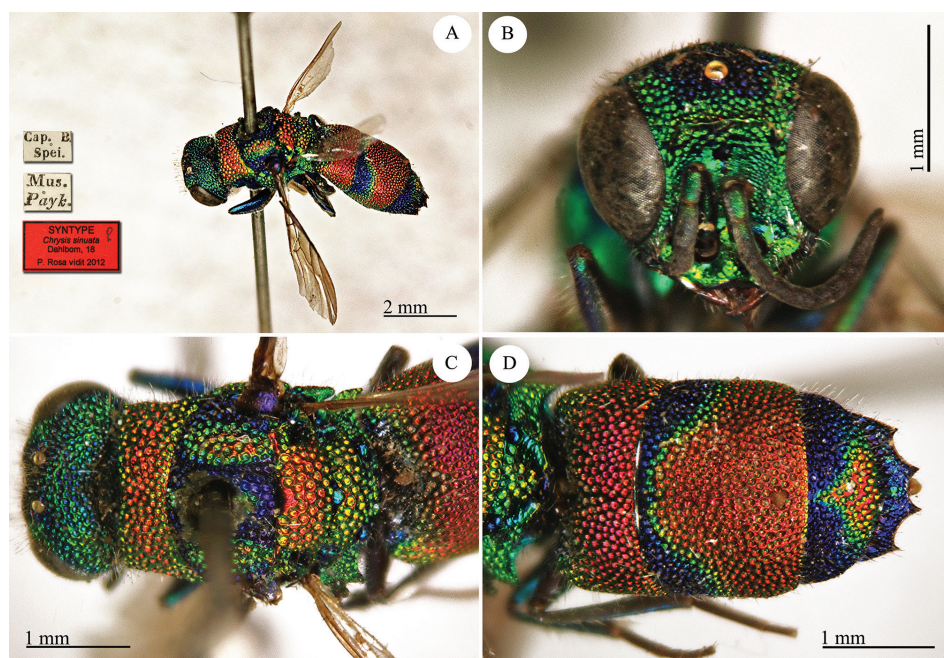 A
Cap. B.
Spei.
Mus.
Payk.
SYNTYPE
Chrysis sinuata
Dahlbom, 18
P. Rosa vidit 2012
2 mm
B
1 mm
C
1 mm
D
1 mm